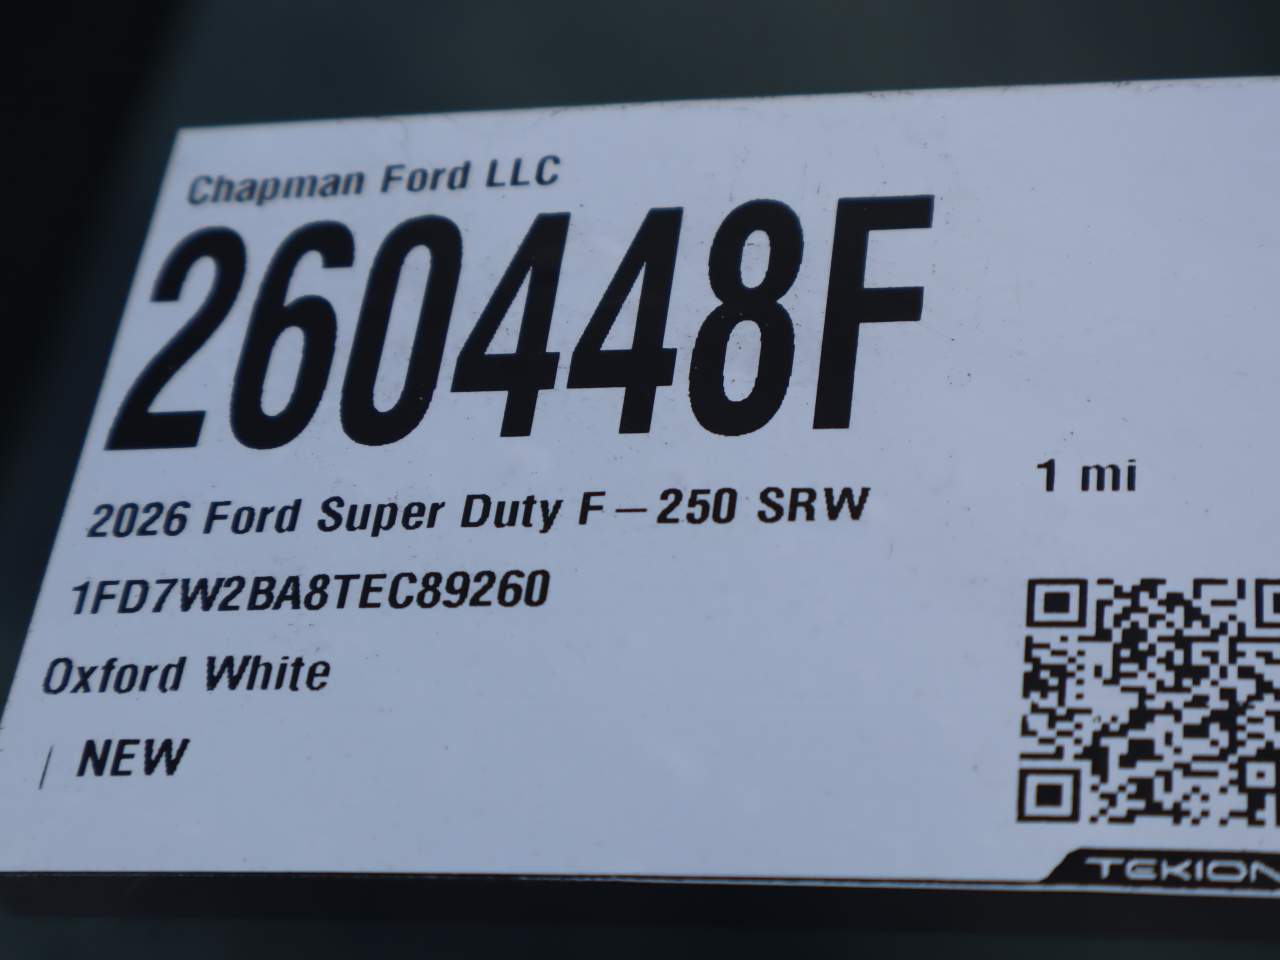 Chapman Ford LLC
260448F
2026 Ford Super Duty F-250 SRW
1 mi
1FD7W2BA8TEC89260
Oxford White
| NEW
TEKION